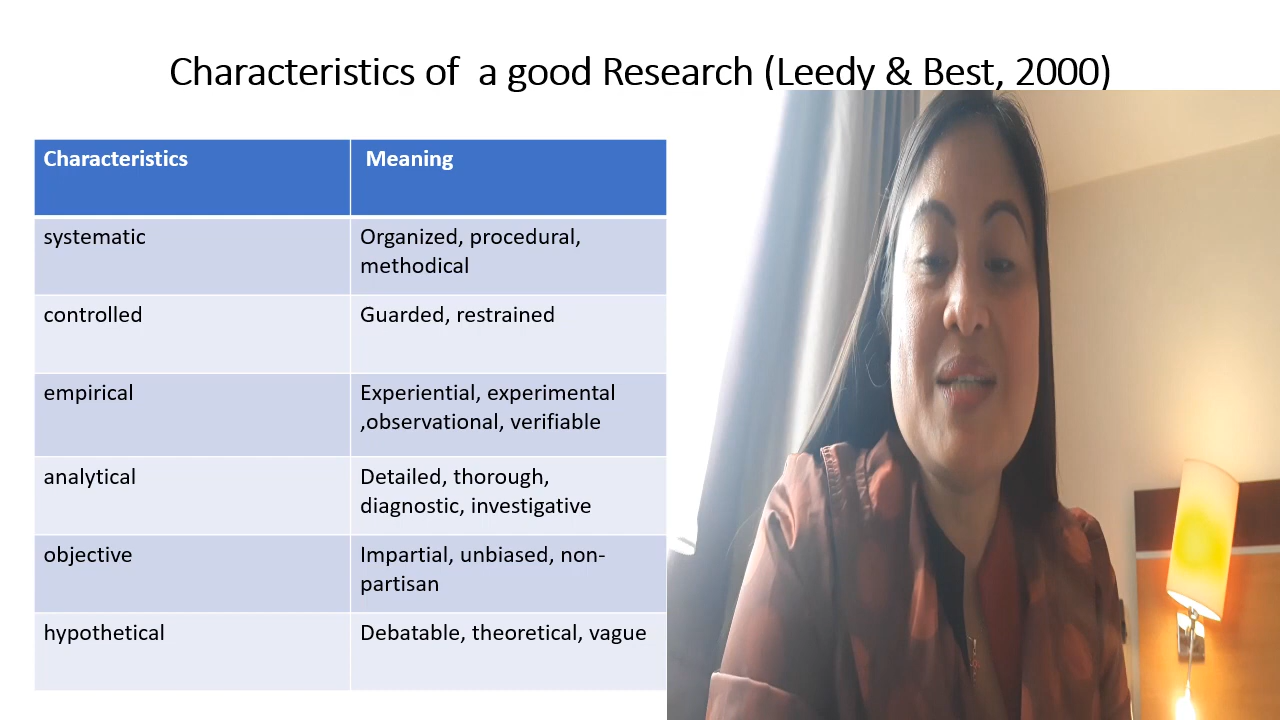 Characteristics of  a good Research (Leedy & Best, 2000)
Characteristics
Meaning
systematic
Organized, procedural,
methodical
controlled
Guarded, restrained
empirical
Experiential, experimental
,observational, verifiable
analytical
Detailed, thorough,
diagnostic, investigative
objective
Impartial, unbiased, non-
partisan
hypothetical
Debatable, theoretical, vague